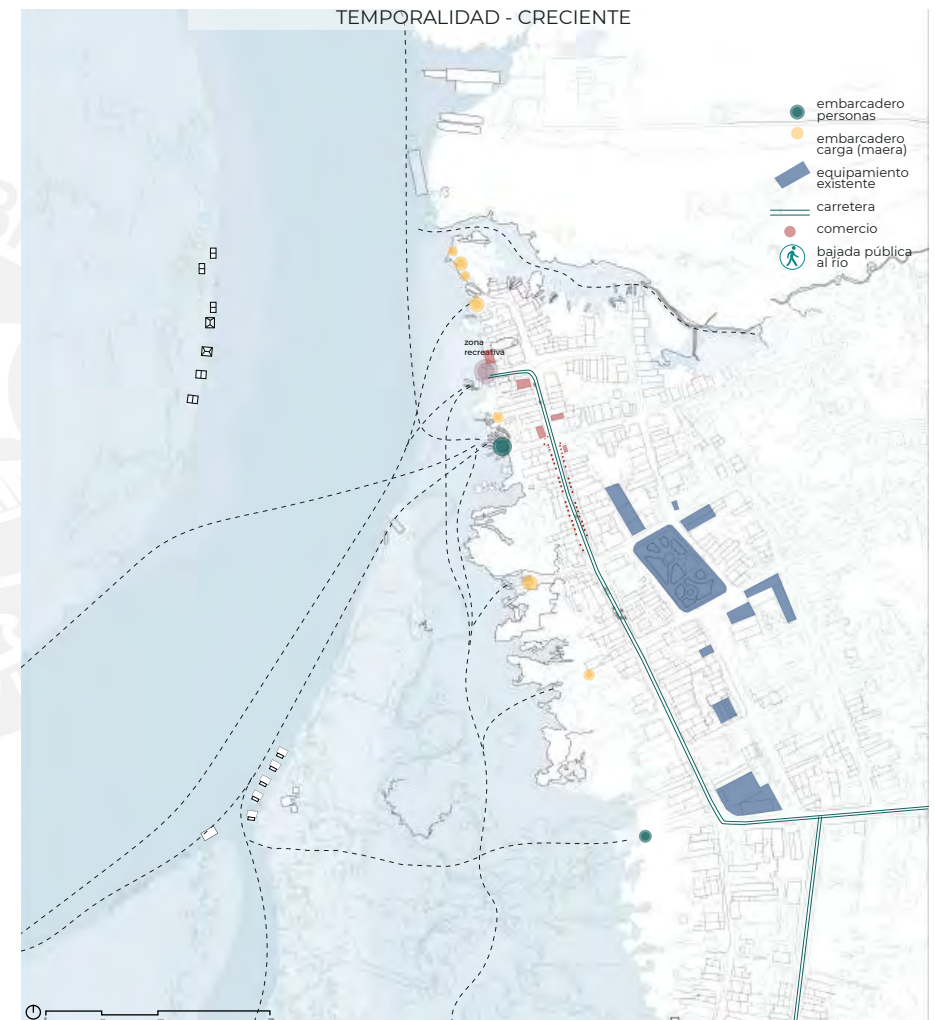 TEMPORALIDAD - CRECIENTE
embarcadero
personas
embarcadero
carga (maera)
equipamiento
existente
carretera
comercio
bajada pública
al río
zona
recreativa